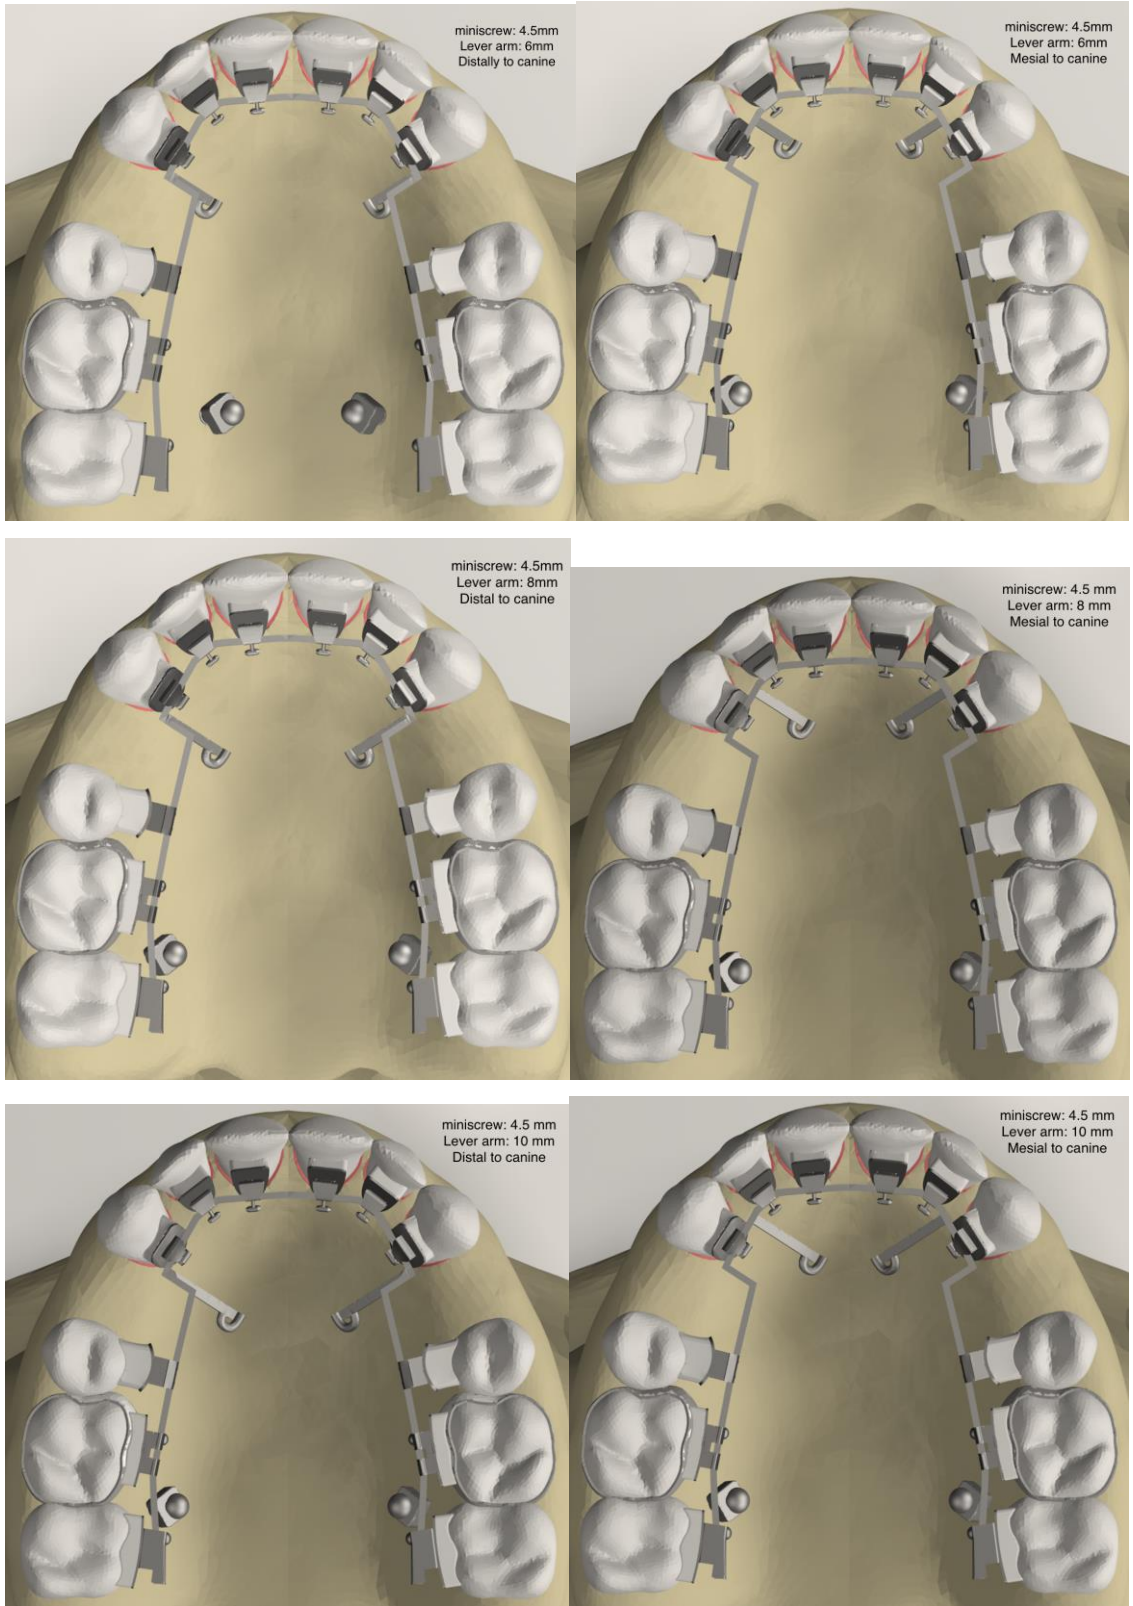 miniscrew: 4.5mm
Lever arm: 6mm
Distally to canine
miniscrew: 4.5mm
Lever arm: 6mm
Mesial to canine
miniscrew: 4.5mm
Lever arm: 8mm
Distal to canine
miniscrew: 4.5 mm
Lever arm: 8 mm
Mesial to canine
miniscrew: 4.5 mm
Lever arm: 10 mm
Distal to canine
miniscrew: 4.5 mm
Lever arm: 10 mm
Mesial to canine